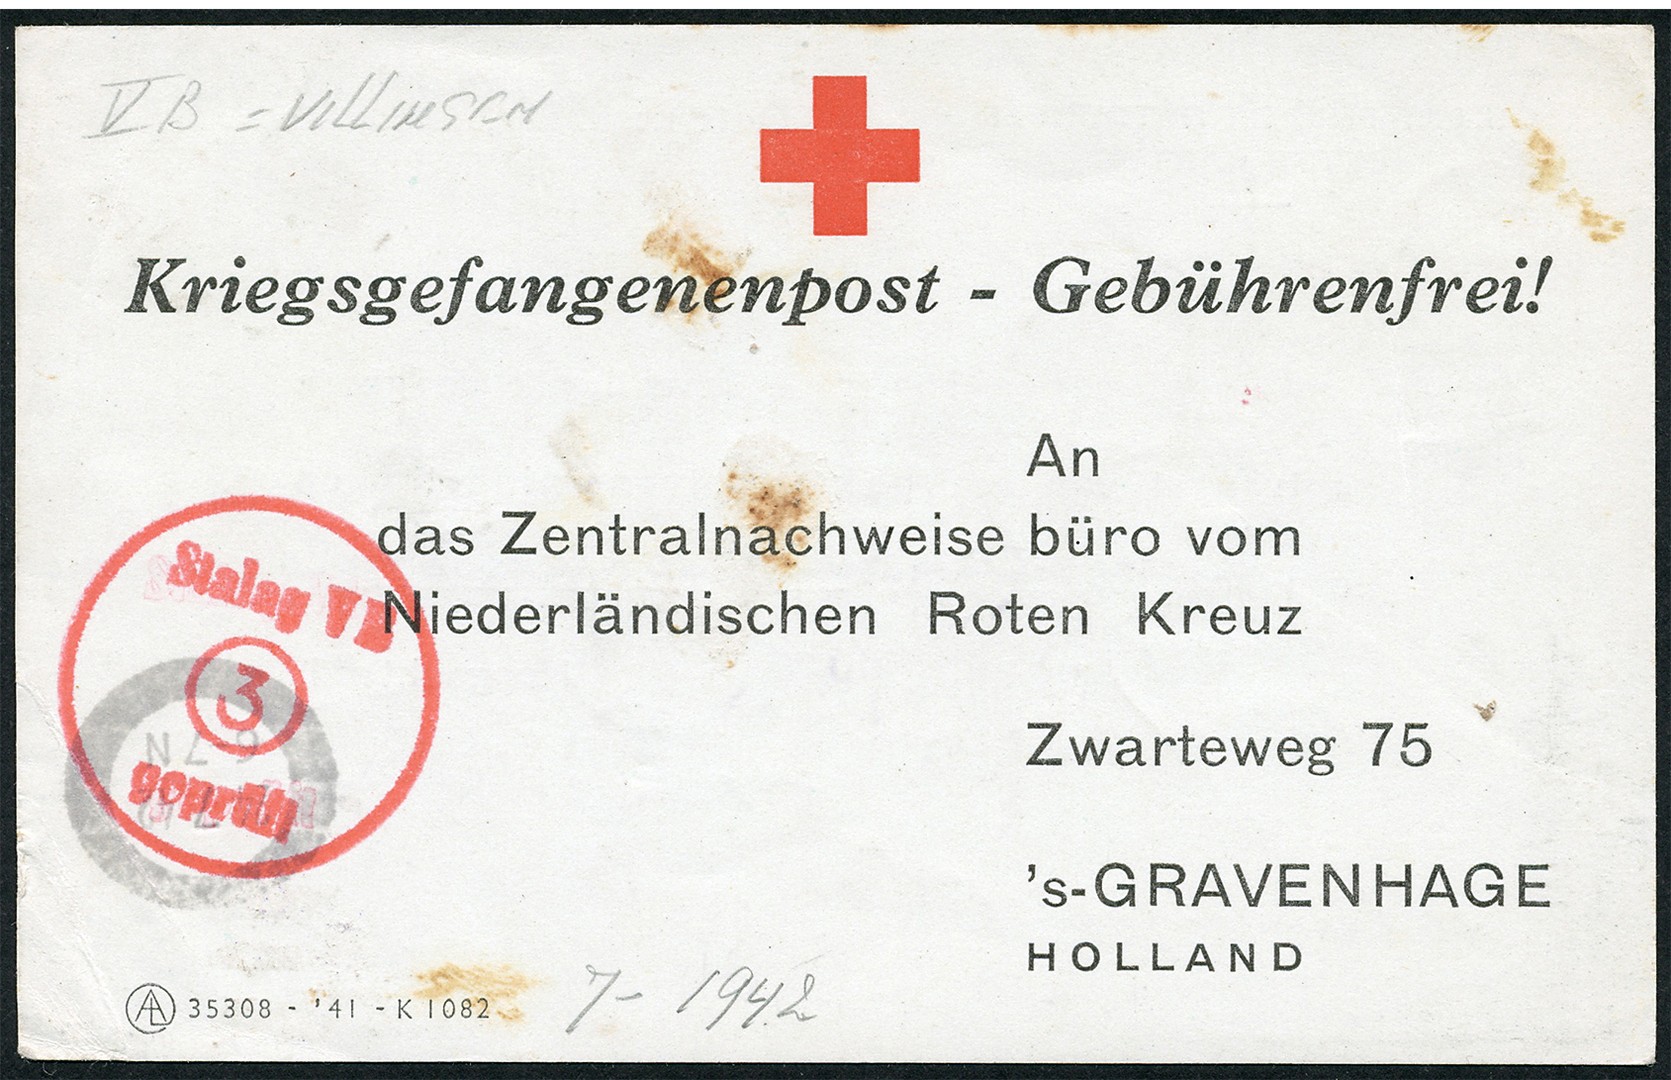 V B = VILLINGEN
Kriegsgefangenenpost - Gebührenfrei!
An
das Zentralnachweise büro vom
Niederländischen Roten Kreuz
Stalag VB
3
geprüft
Zwarteweg 75
's-GRAVENHAGE
HOLLAND
35308 - '41 - K 1082
7- 1942